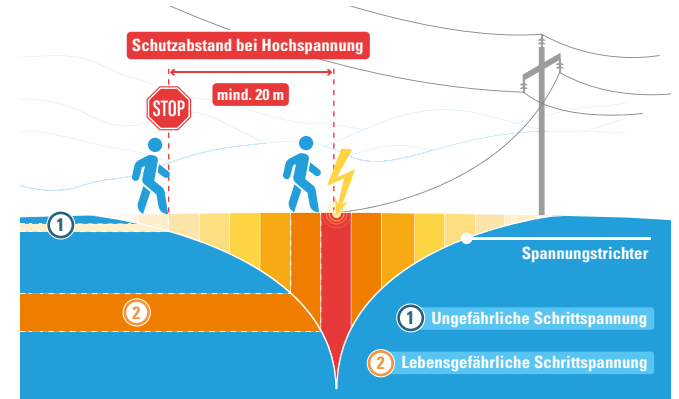 Schutzabstand bei Hochspannung
mind. 20 m
STOP
1
Spannungstrichter
2
1 Ungefährliche Schrittspannung
2 Lebensgefährliche Schrittspannung